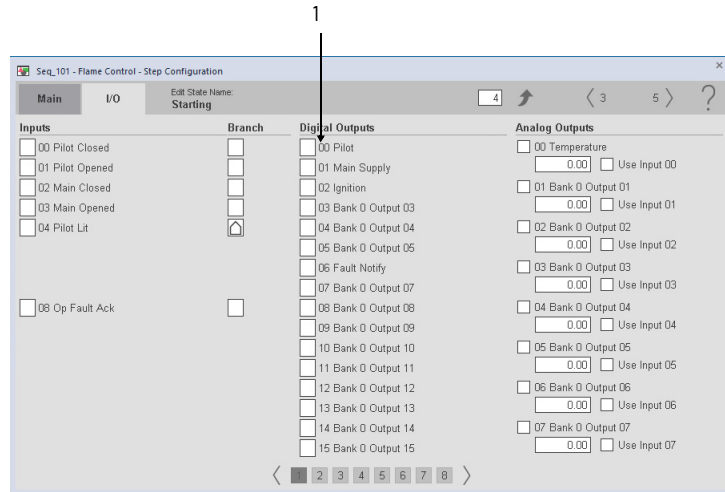 1
Seq_101 - Flame Control - Step Configuration
×
Main
I/O
Edit State Name:
Starting
4
3
5
?
Inputs
Branch
00 Pilot Closed
01 Pilot Opened
02 Main Closed
03 Main Opened
04 Pilot Lit
08 Op Fault Ack
Digital Outputs
00 Pilot
01 Main Supply
02 Ignition
03 Bank 0 Output 03
04 Bank 0 Output 04
05 Bank 0 Output 05
06 Fault Notify
07 Bank 0 Output 07
08 Bank 0 Output 08
09 Bank 0 Output 09
10 Bank 0 Output 10
11 Bank 0 Output 11
12 Bank 0 Output 12
13 Bank 0 Output 13
14 Bank 0 Output 14
15 Bank 0 Output 15
Analog Outputs
00 Temperature
0.00 Use Input 00
01 Bank 0 Output 01
0.00 Use Input 01
02 Bank 0 Output 02
0.00 Use Input 02
03 Bank 0 Output 03
0.00 Use Input 03
04 Bank 0 Output 04
0.00 Use Input 04
05 Bank 0 Output 05
0.00 Use Input 05
06 Bank 0 Output 06
0.00 Use Input 06
07 Bank 0 Output 07
0.00 Use Input 07
1 2 3 4 5 6 7 8